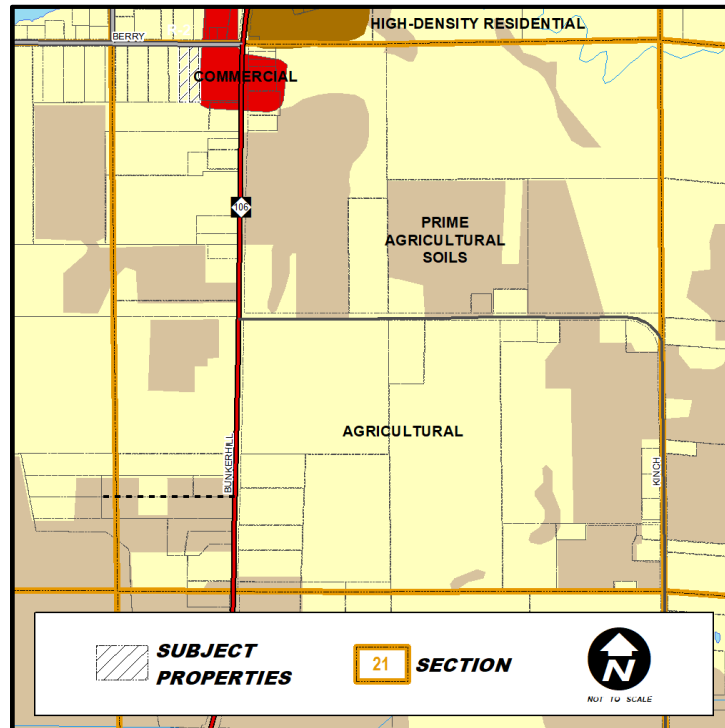 HIGH-DENSITY RESIDENTIAL
BERRY
COMMERCIAL
106
PRIME
AGRICULTURAL
SOILS
AGRICULTURAL
BUNKERHILL
KINCH
SUBJECT
PROPERTIES
21
SECTION
N
NOT TO SCALE